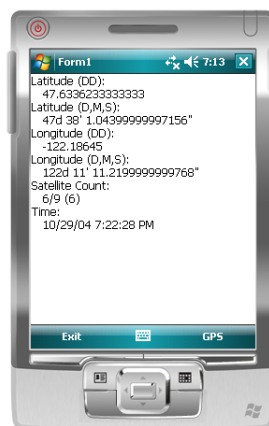 Form1
7:13
Latitude (DD):
47.6336233333333
Latitude (D,M,S):
47d 38' 1.04399999997156"
Longitude (DD):
-122.18645
Longitude (D,M,S):
122d 11' 11.2199999999768"
Satellite Count:
6/9 (6)
Time:
10/29/04 7:22:28 PM
Exit
GPS